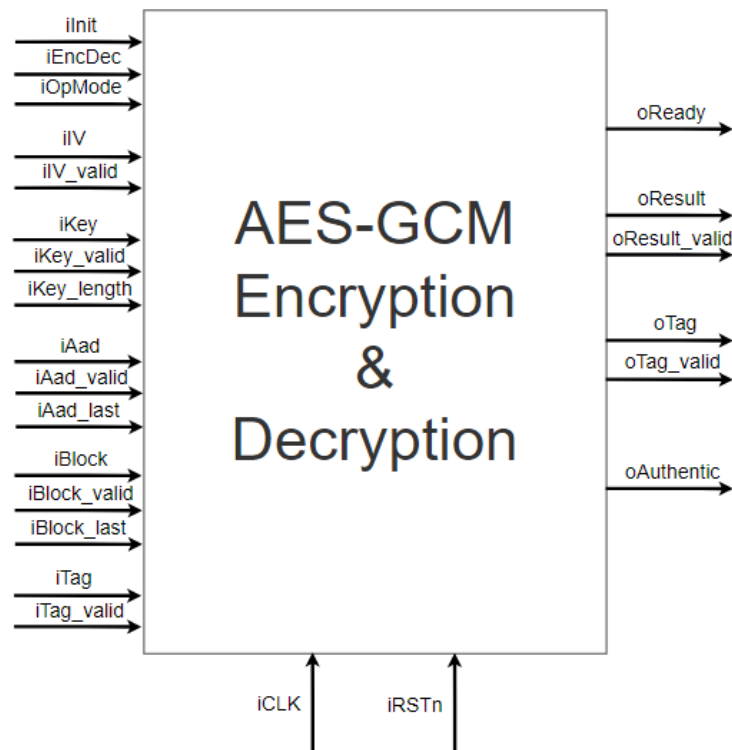 iInit
iEncDec
iOpMode
iIV
iIV_valid
iKey
iKey_valid
iKey_length
iAad
iAad_valid
iAad_last
iBlock
iBlock_valid
iBlock_last
iTag
iTag_valid
AES-GCM
Encryption
&
Decryption
oReady
oResult
oResult_valid
oTag
oTag_valid
oAuthentic
iCLK
iRSTn